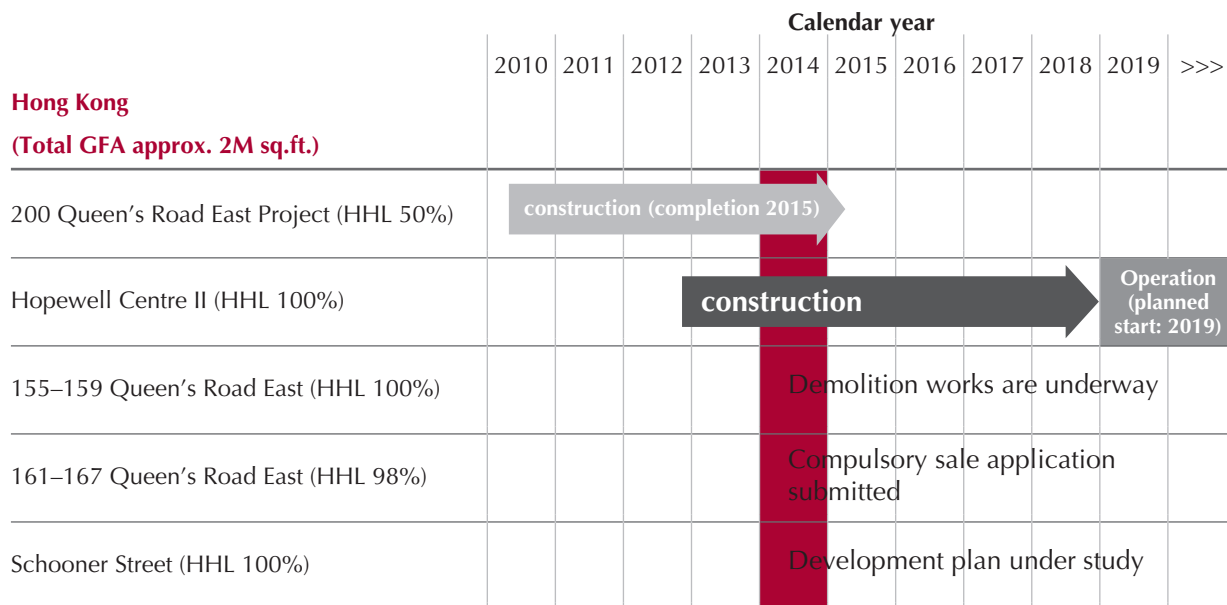 Calendar year
2010 2011 2012 2013 2014 2015 2016 2017 2018 2019 >>>
Hong Kong
(Total GFA approx. 2M sq.ft.)
200 Queen’s Road East Project (HHL 50%)
construction (completion 2015)
Hopewell Centre II (HHL 100%)
construction
Operation
(planned
start: 2019)
155–159 Queen’s Road East (HHL 100%)
Demolition works are underway
161–167 Queen’s Road East (HHL 98%)
Compulsory sale application
submitted
Schooner Street (HHL 100%)
Development plan under study